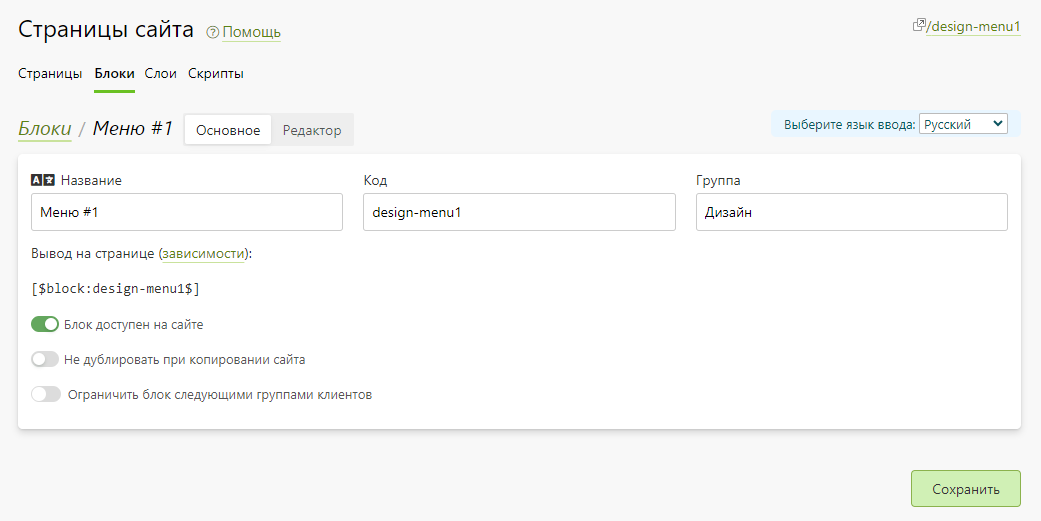 Страницы сайта ? Помощь /design-menu1
Страницы Блоки Слои Скрипты
Блоки / Меню #1 Основное Редактор Выберите язык ввода: Русский
Название Код Группа
Меню #1 design-menu1 Дизайн
Вывод на странице (зависимости):
[$block:design-menu1$]
Блок доступен на сайте
Не дублировать при копировании сайта
Ограничить блок следующими группами клиентов
Сохранить